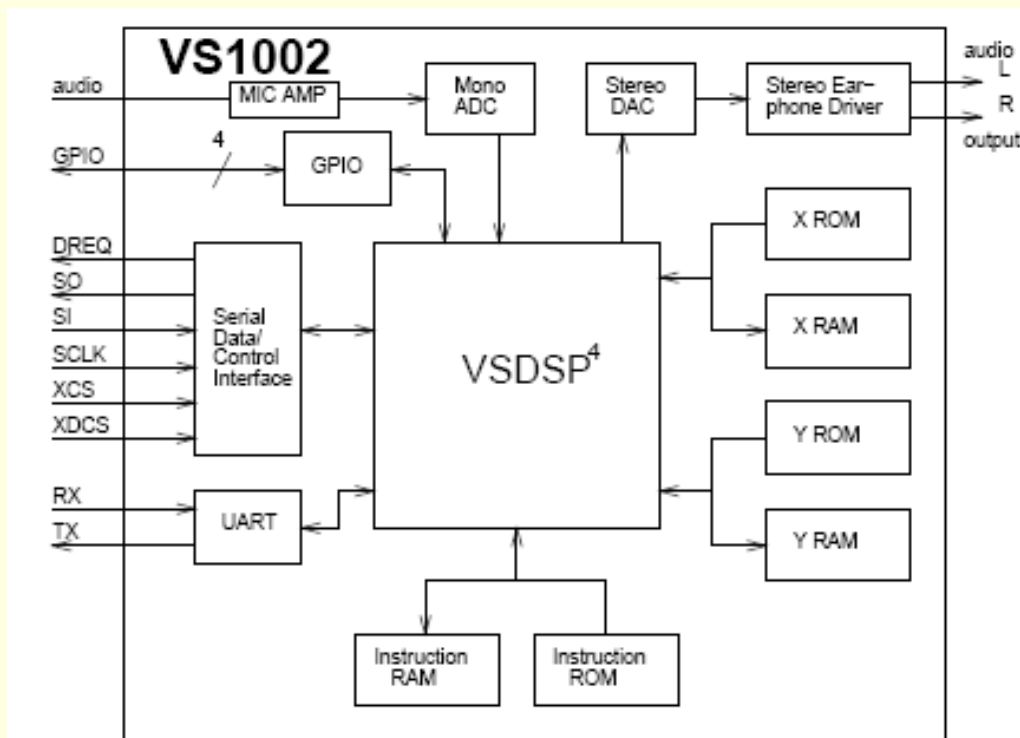 VS1002
audio
MIC AMP
Mono
ADC
Stereo
DAC
Stereo Ear-
phone Driver
audio
L
R
output
GPIO
4
GPIO
X ROM
DREQ
SO
SI
SCLK
XCS
XDCS
Serial
Data/
Control
Interface
VSDSP4
X RAM
Y ROM
RX
TX
UART
Y RAM
Instruction
RAM
Instruction
ROM